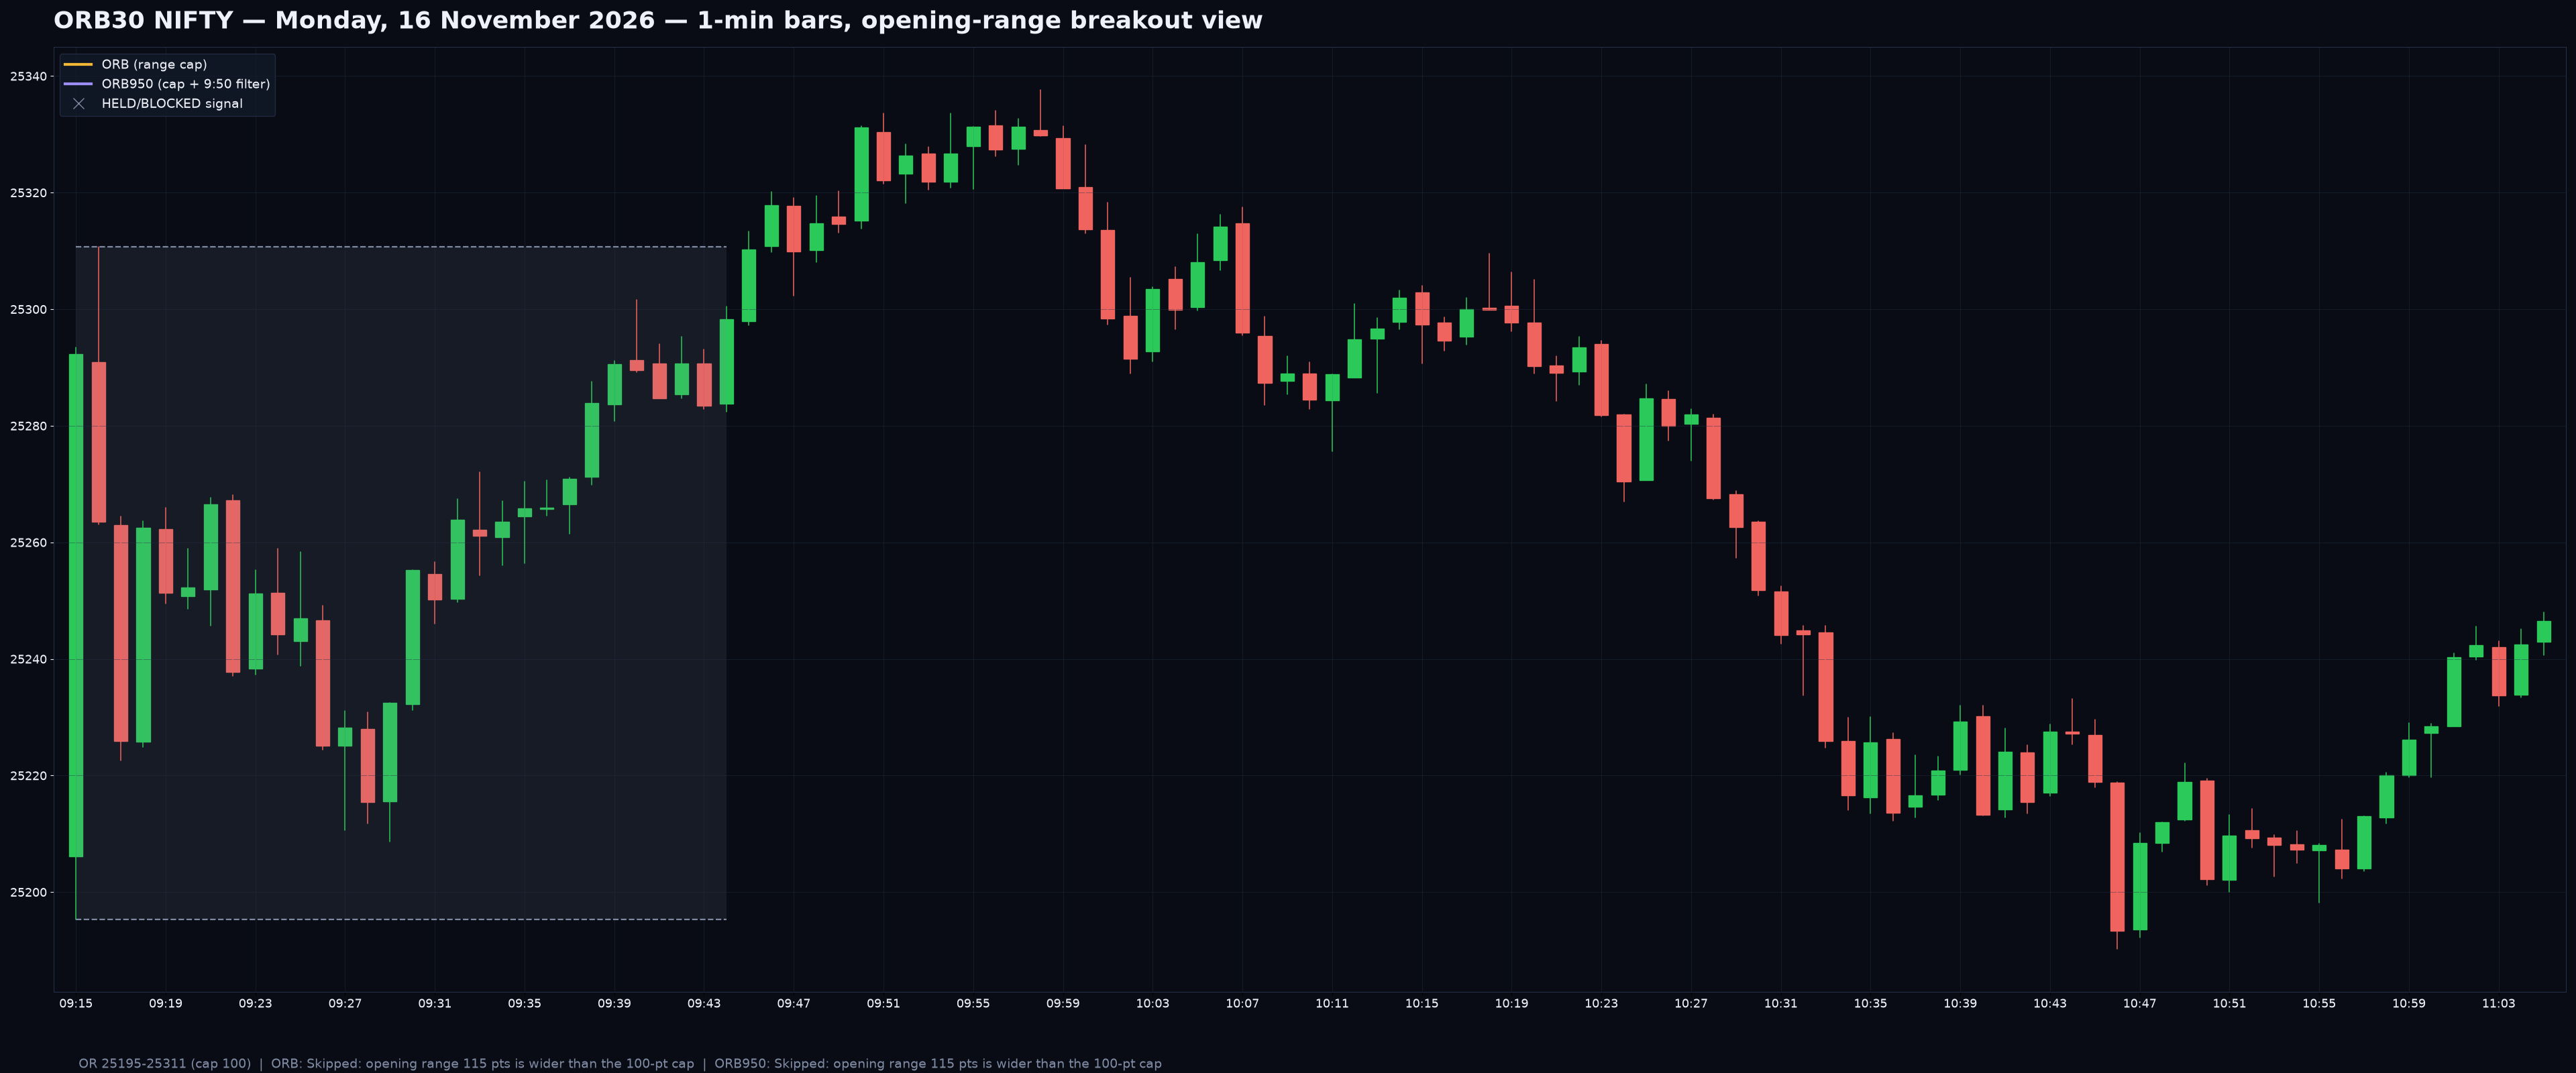 ORB30 NIFTY — Monday, 16 November 2026 — 1-min bars, opening-range breakout view
ORB (range cap)
ORB950 (cap + 9:50 filter)
HELD/BLOCKED signal
25340
25320
25300
25280
25260
25240
25220
25200
09:15 09:19 09:23 09:27 09:31 09:35 09:39 09:43 09:47 09:51 09:55 09:59 10:03 10:07 10:11 10:15 10:19 10:23 10:27 10:31 10:35 10:39 10:43 10:47 10:51 10:55 10:59 11:03
OR 25195-25311 (cap 100) | ORB: Skipped: opening range 115 pts is wider than the 100-pt cap | ORB950: Skipped: opening range 115 pts is wider than the 100-pt cap